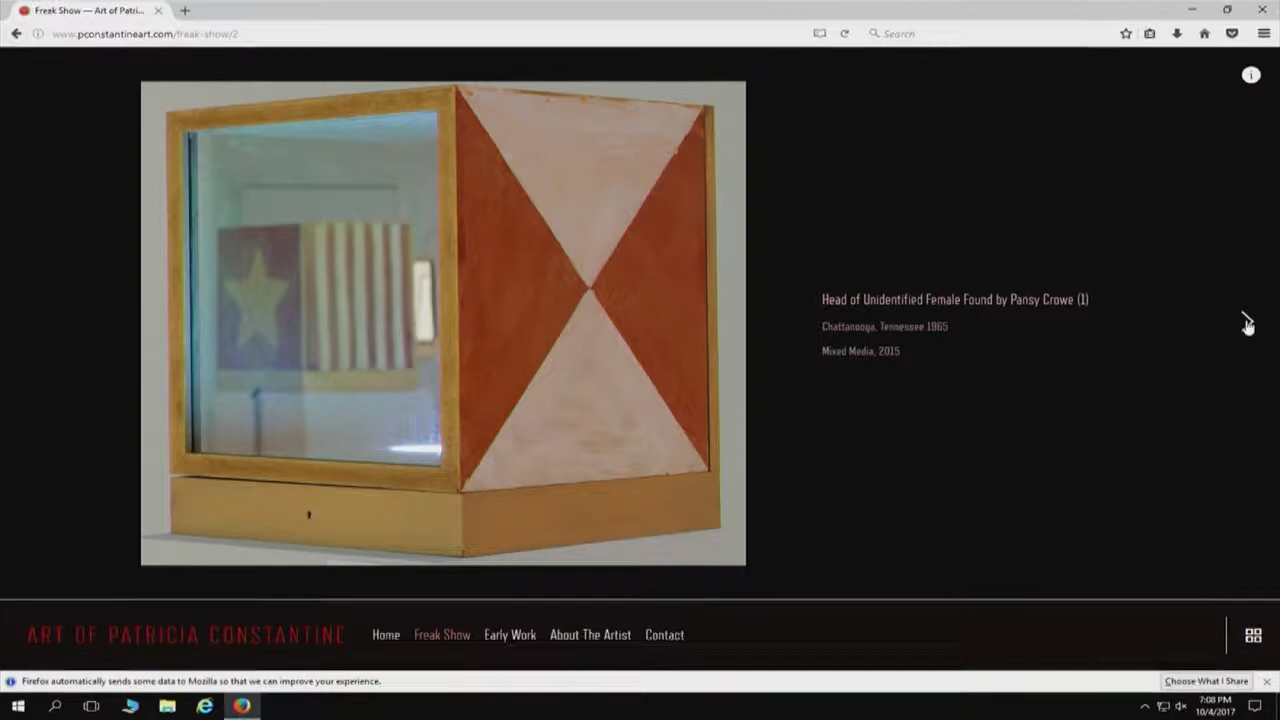 Freak Show — Art of Patri...
www.pconstantineart.com/freak-show/2
Search
Head of Unidentified Female Found by Pansy Crowe (1)
Chattanooya, Tennessee 1965
Mixed Media, 2015
ART OF PATRICIA CONSTANTINE
Home Freak Show Early Work About The Artist Contact
Firefox automatically sends some data to Mozilla so that we can improve your experience.
Choose What I Share
7:08 PM
10/4/2017